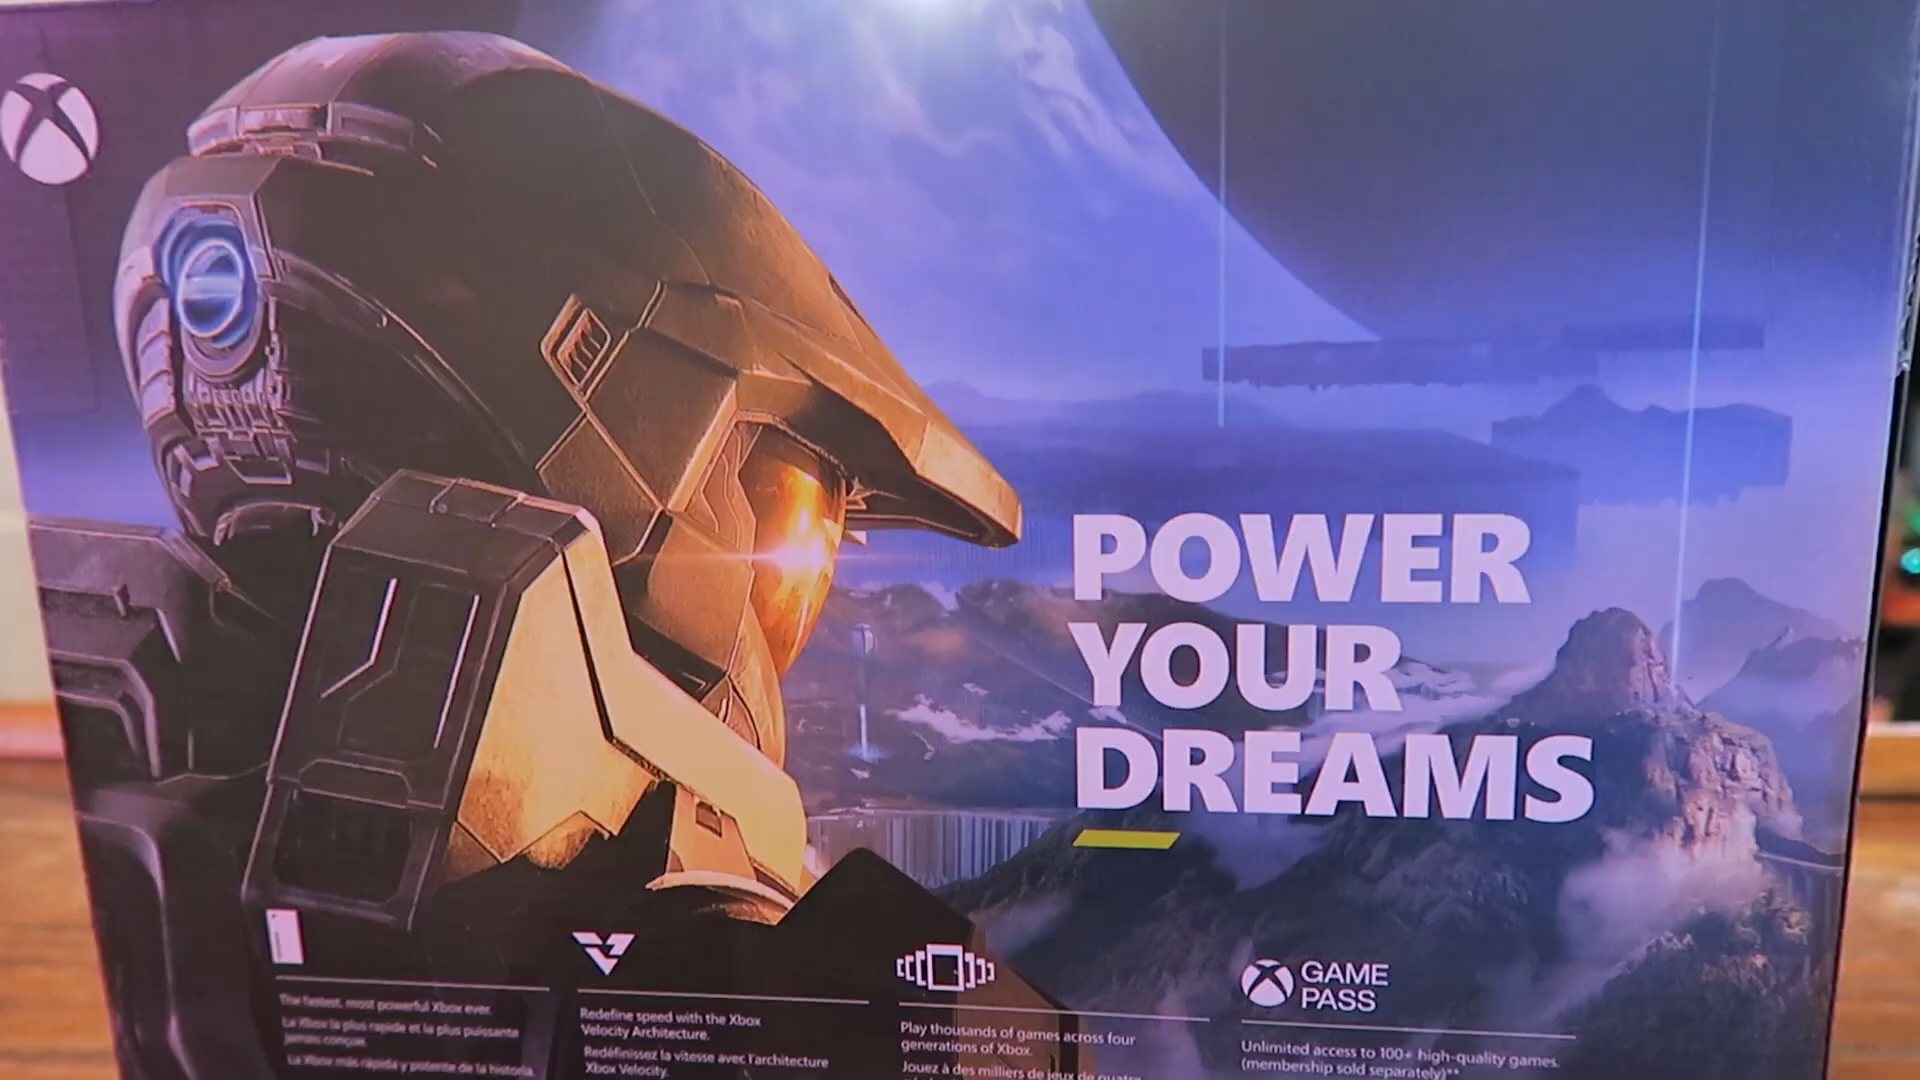 POWER
YOUR
DREAMS
The fastest, most powerful Xbox ever.
La Xbox la plus rapide et la plus puissante
jamais conçue.
La Xbox más rápida y potente de la historia.
Redefine speed with the Xbox
Velocity Architecture.
Redéfinissez la vitesse avec l'architecture
Xbox Velocity.
Play thousands of games across four
generations of Xbox.
Jouez à des milliers de jeux de quatre
GAME
PASS
Unlimited access to 100+ high-quality games.
(membership sold separately)**